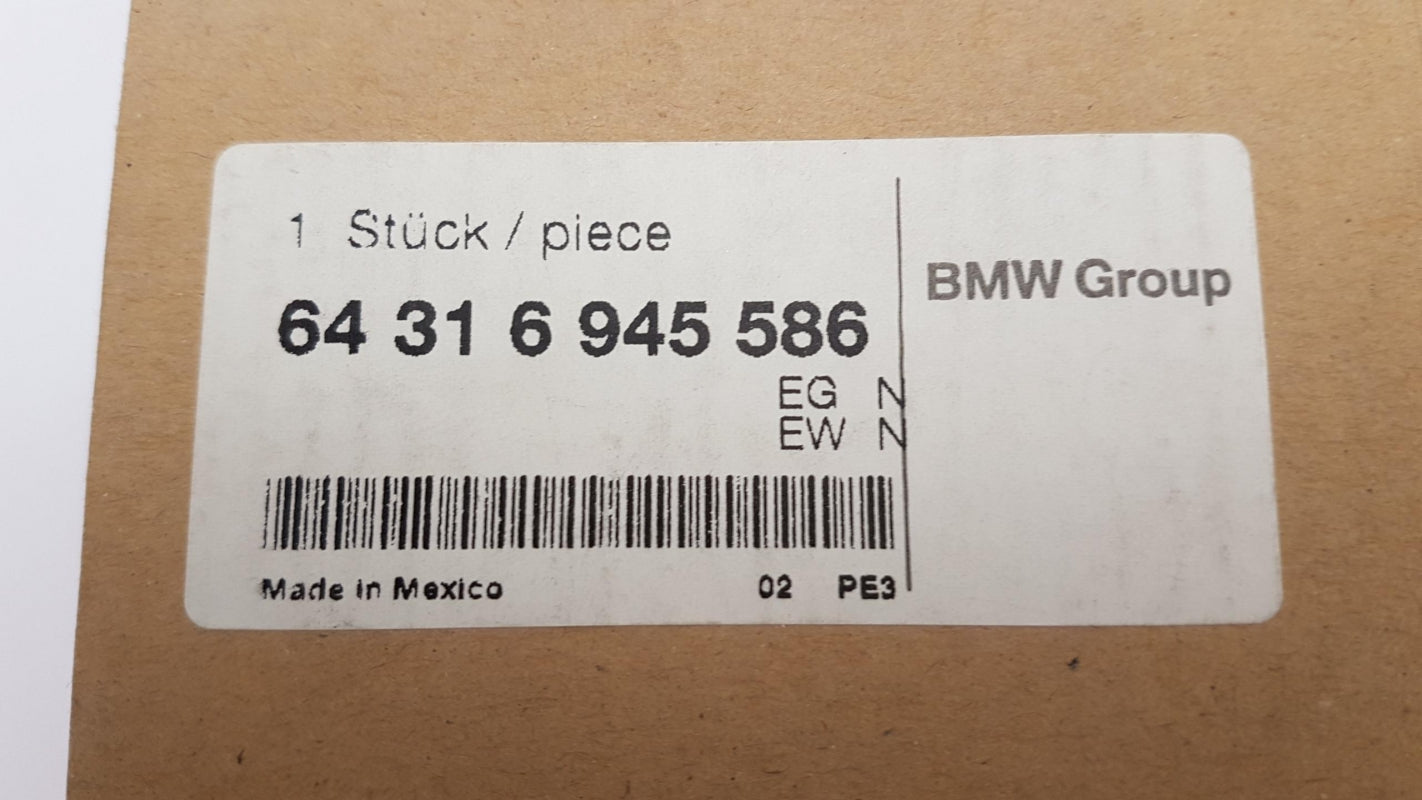 1 Stück / piece
64 31 6 945 586
EG N
EW N
Made in Mexico 02 PE3
BMW Group